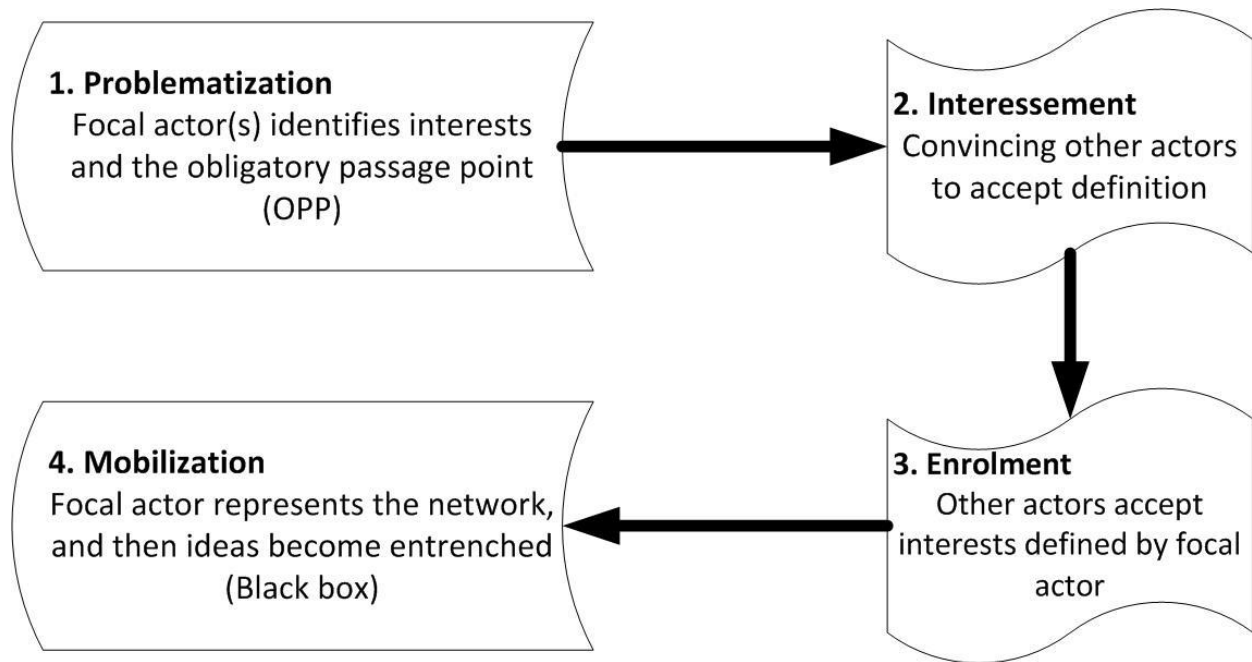 1. Problematization
Focal actor(s) identifies interests
and the obligatory passage point
(OPP)
2. Interessement
Convincing other actors
to accept definition
3. Enrolment
Other actors accept
interests defined by focal
actor
4. Mobilization
Focal actor represents the network,
and then ideas become entrenched
(Black box)